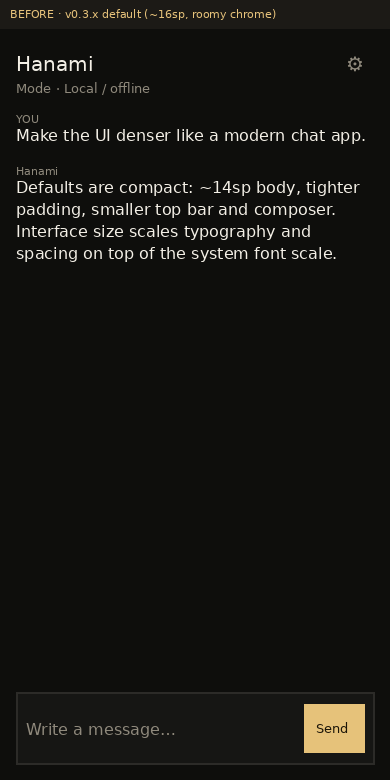 BEFORE · v0.3.x default (~16sp, roomy chrome)
Hanami
Mode · Local / offline
YOU
Make the UI denser like a modern chat app.
Hanami
Defaults are compact: ~14sp body, tighter
padding, smaller top bar and composer.
Interface size scales typography and
spacing on top of the system font scale.
Write a message...
Send